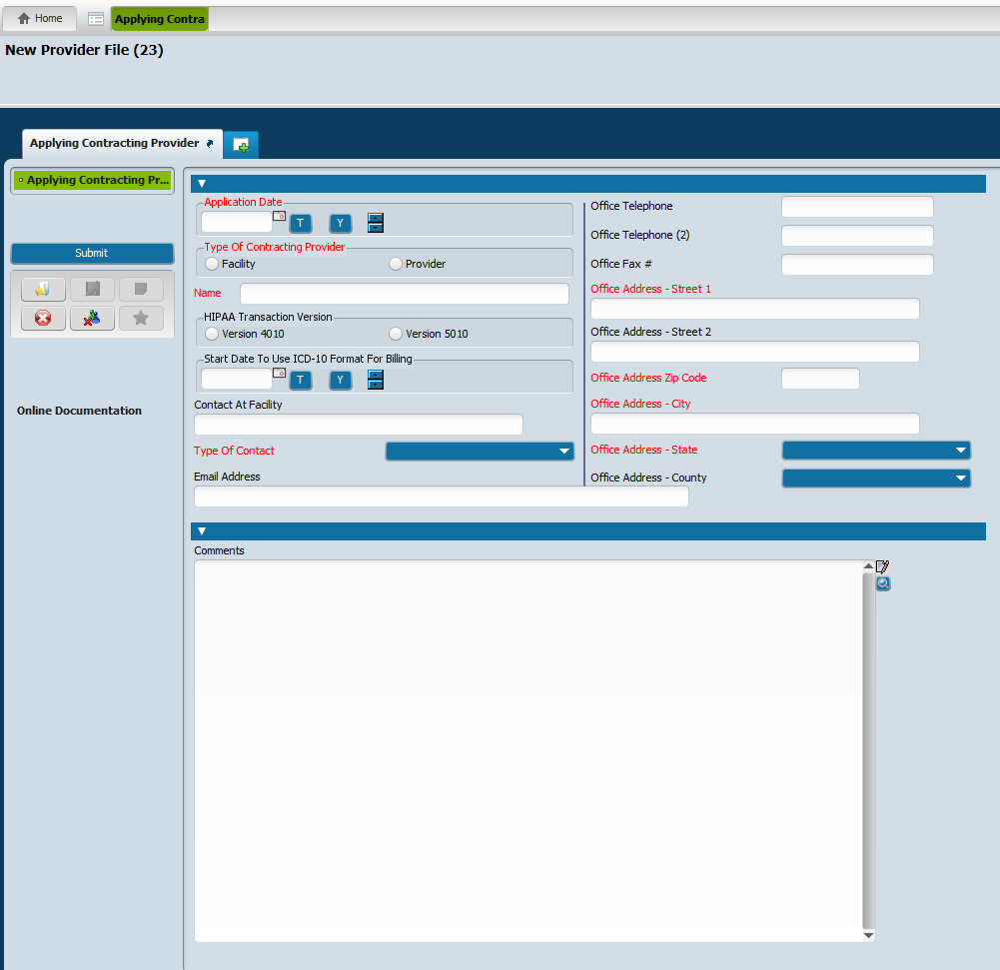 Home
Applying Contra
New Provider File (23)
Applying Contracting Provider
Applying Contracting Pr...
Submit
Online Documentation
Application Date
T
Y
Type Of Contracting Provider
Facility
Provider
Name
HIPAA Transaction Version
Version 4010
Version 5010
Start Date To Use ICD-10 Format For Billing
T
Y
Contact At Facility
Type Of Contact
Email Address
Office Telephone
Office Telephone (2)
Office Fax #
Office Address - Street 1
Office Address - Street 2
Office Address Zip Code
Office Address - City
Office Address - State
Office Address - County
Comments